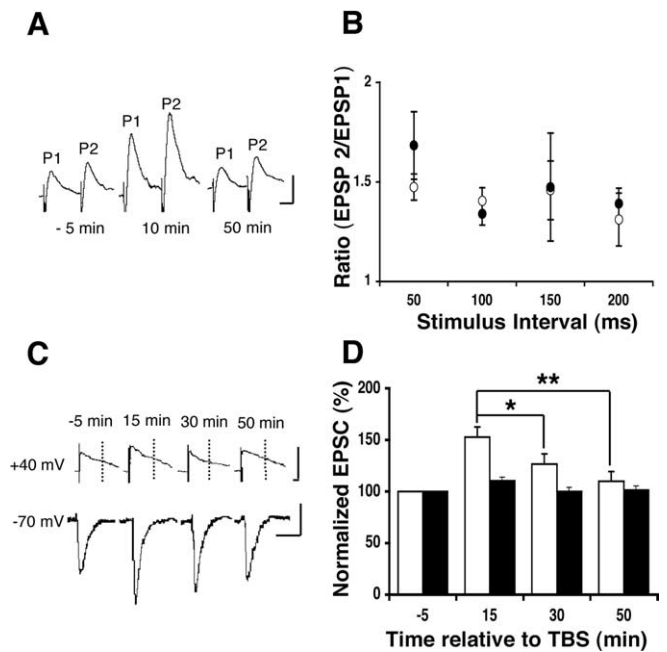 A
P1 P2 P1 P2 P1 P2
- 5 min 10 min 50 min
B
Ratio (EPSP 2/EPSP1)
2
1.5
1
50 100 150 200
Stimulus Interval (ms)
C
-5 min 15 min 30 min 50 min
+40 mV
-70 mV
D
Normalized EPSC (%)
200
150
100
50
0
* **
-5 15 30 50
Time relative to TBS (min)